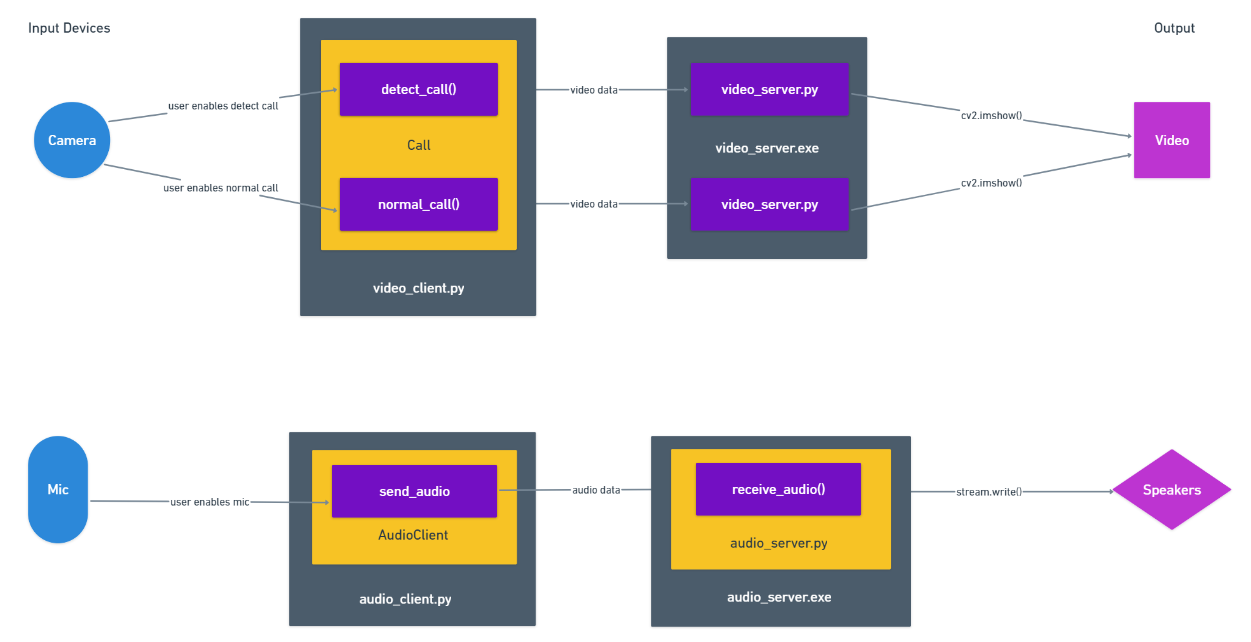 Input Devices
Output
detect_call()
video_server.py
user enables detect call
video data
cv2.imshow()
Camera
Call
video_server.exe
Video
user enables normal call
cv2.imshow()
normal_call()
video data
video_server.py
video_client.py
Mic
user enables mic
send_audio
audio data
receive_audio()
stream.write()
Speakers
AudioClient
audio_server.py
audio_client.py
audio_server.exe